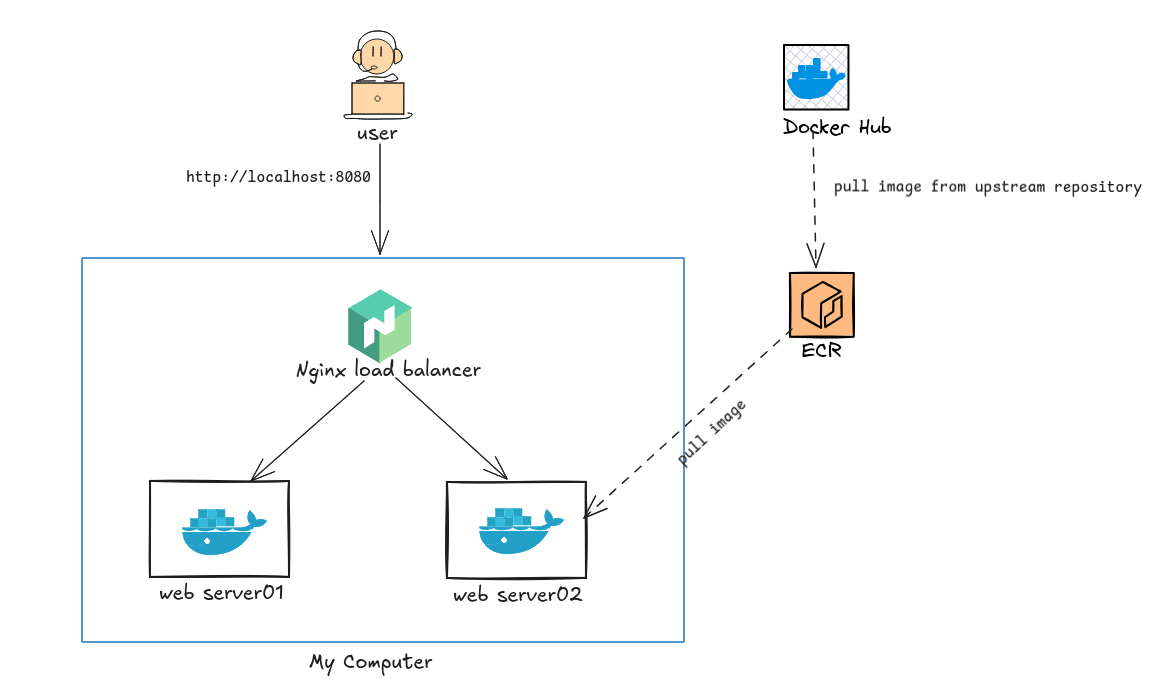 user
Docker Hub
http://localhost:8080
pull image from upstream repository
ECR
Nginx load balancer
pull image
web server01
web server02
My Computer